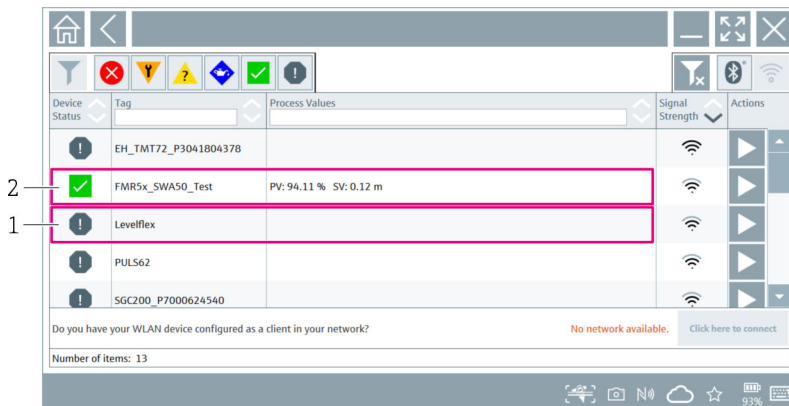 Device
Status
Tag
Process Values
Signal
Strength
Actions
EH_TMT72_P3041804378
2
FMR5x_SWA50_Test
PV: 94.11 % SV: 0.12 m
1
Levelflex
PULS62
SGC200_P7000624540
Do you have your WLAN device configured as a client in your network?
No network available.
Click here to connect
Number of items: 13
93%